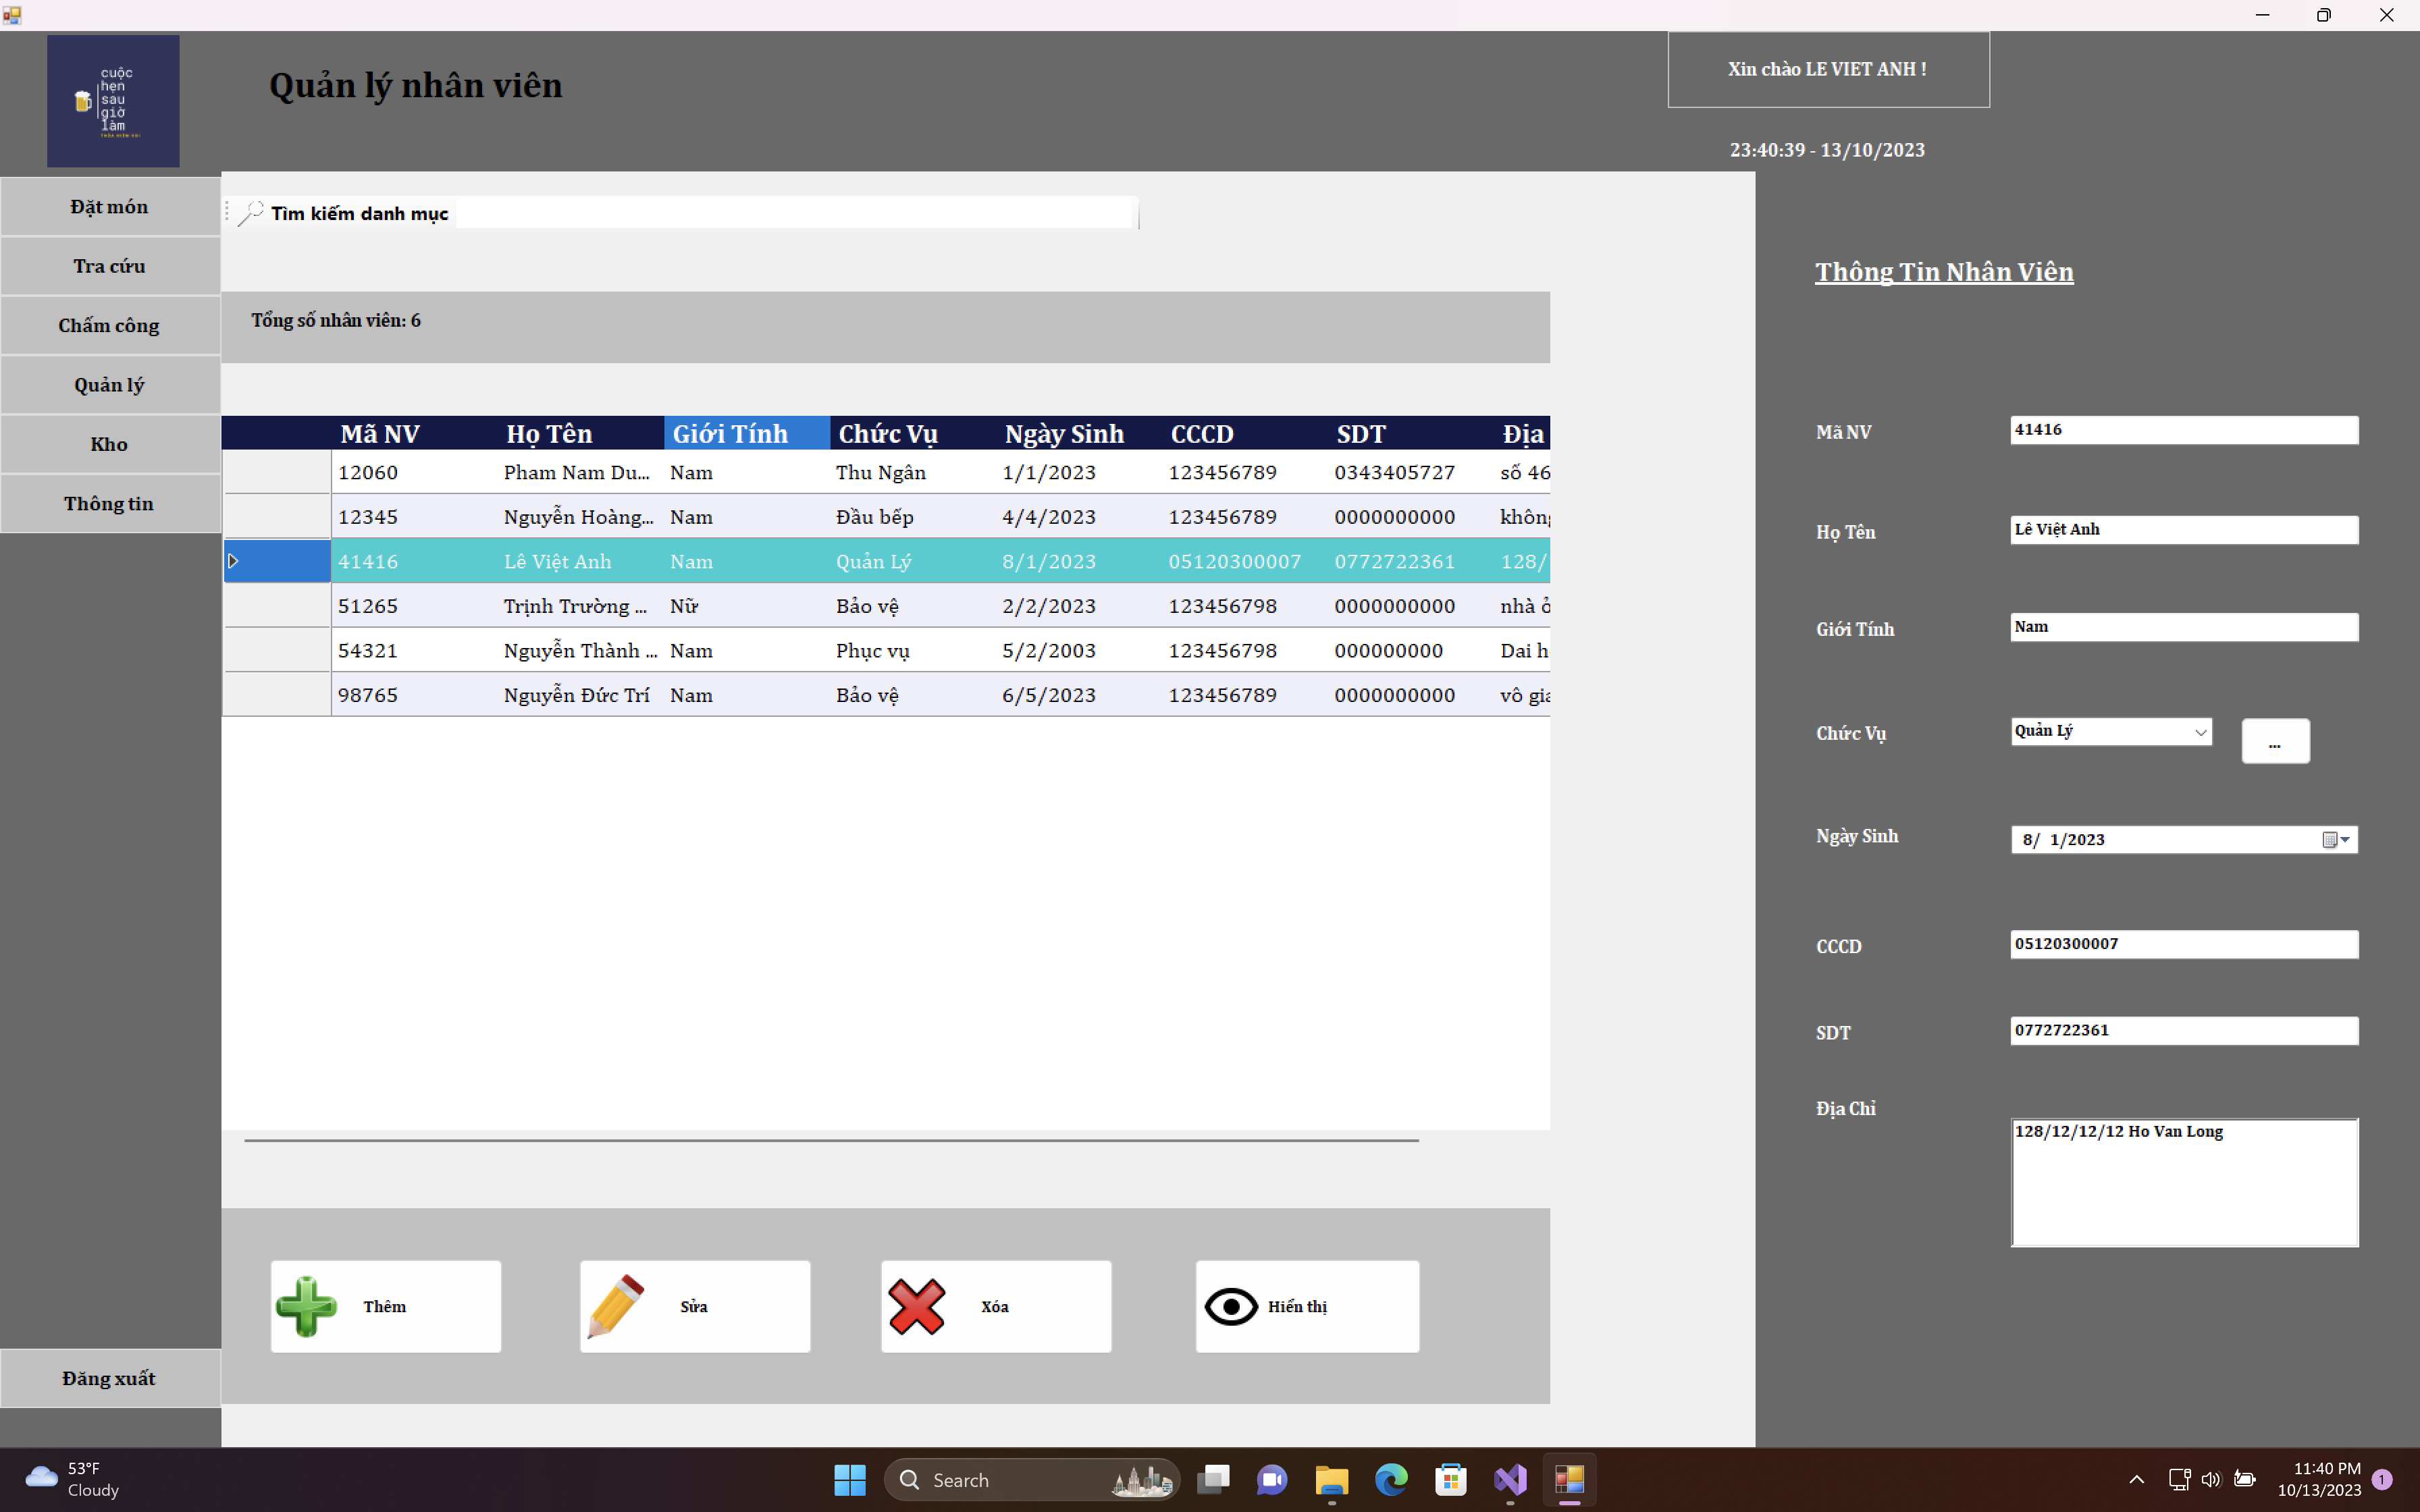 cuộc
hẹn
sau
giờ
làm
Quản lý nhân viên
Xin chào LE VIET ANH !
23:40:39 - 13/10/2023
Đặt món
Tra cứu
Chấm công
Quản lý
Kho
Thông tin
Đăng xuất
Tìm kiếm danh mục
Tổng số nhân viên: 6
Mã NV Họ Tên Giới Tính Chức Vụ Ngày Sinh CCCD SDT Địa
12060 Pham Nam Du... Nam Thu Ngân 1/1/2023 123456789 0343405727 số 46
12345 Nguyễn Hoàng... Nam Đầu bếp 4/4/2023 123456789 0000000000 không
41416 Lê Việt Anh Nam Quản Lý 8/1/2023 05120300007 0772722361 128/
51265 Trịnh Trường ... Nữ Bảo vệ 2/2/2023 123456798 0000000000 nhà ở
54321 Nguyễn Thành ... Nam Phục vụ 5/2/2003 123456798 000000000 Dai h
98765 Nguyễn Đức Trí Nam Bảo vệ 6/5/2023 123456789 0000000000 vô gia
Thêm
Sửa
Xóa
Hiển thị
Thông Tin Nhân Viên
Mã NV 41416
Họ Tên Lê Việt Anh
Giới Tính Nam
Chức Vụ Quản Lý ...
Ngày Sinh 8/ 1/2023
CCCD 05120300007
SDT 0772722361
Địa Chỉ
128/12/12/12 Ho Van Long
53°F
Cloudy
Search
11:40 PM
10/13/2023
1